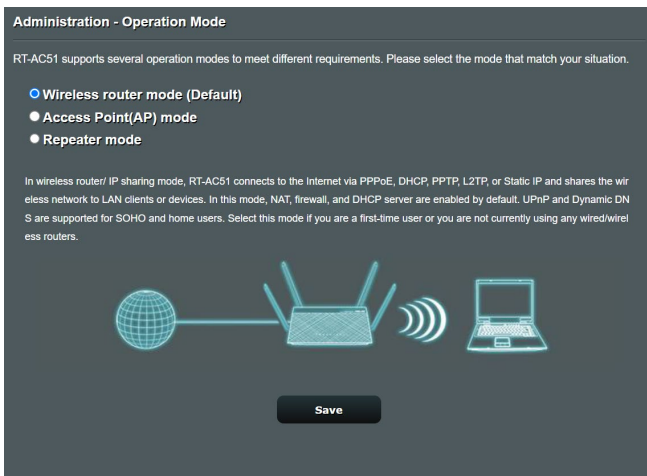 Administration - Operation Mode
RT-AC51 supports several operation modes to meet different requirements. Please select the mode that match your situation.
Wireless router mode (Default)
Access Point(AP) mode
Repeater mode
In wireless router/ IP sharing mode, RT-AC51 connects to the Internet via PPPoE, DHCP, PPTP, L2TP, or Static IP and shares the wir
eless network to LAN clients or devices. In this mode, NAT, firewall, and DHCP server are enabled by default. UPnP and Dynamic DN
S are supported for SOHO and home users. Select this mode if you are a first-time user or you are not currently using any wired/wirel
ess routers.
Save